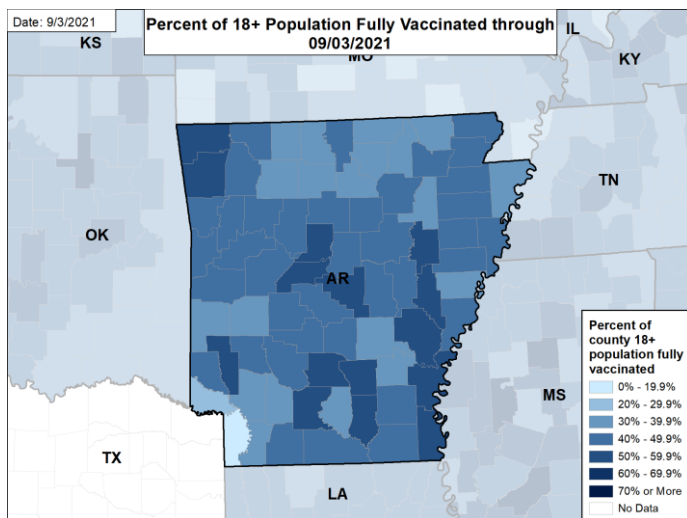 Date: 9/3/2021
Percent of 18+ Population Fully Vaccinated through
09/03/2021
IL
KS
MO
KY
TN
OK
AR
MS
TX
LA
Percent of
county 18+
population fully
vaccinated
0% - 19.9%
20% - 29.9%
30% - 39.9%
40% - 49.9%
50% - 59.9%
60% - 69.9%
70% or More
No Data